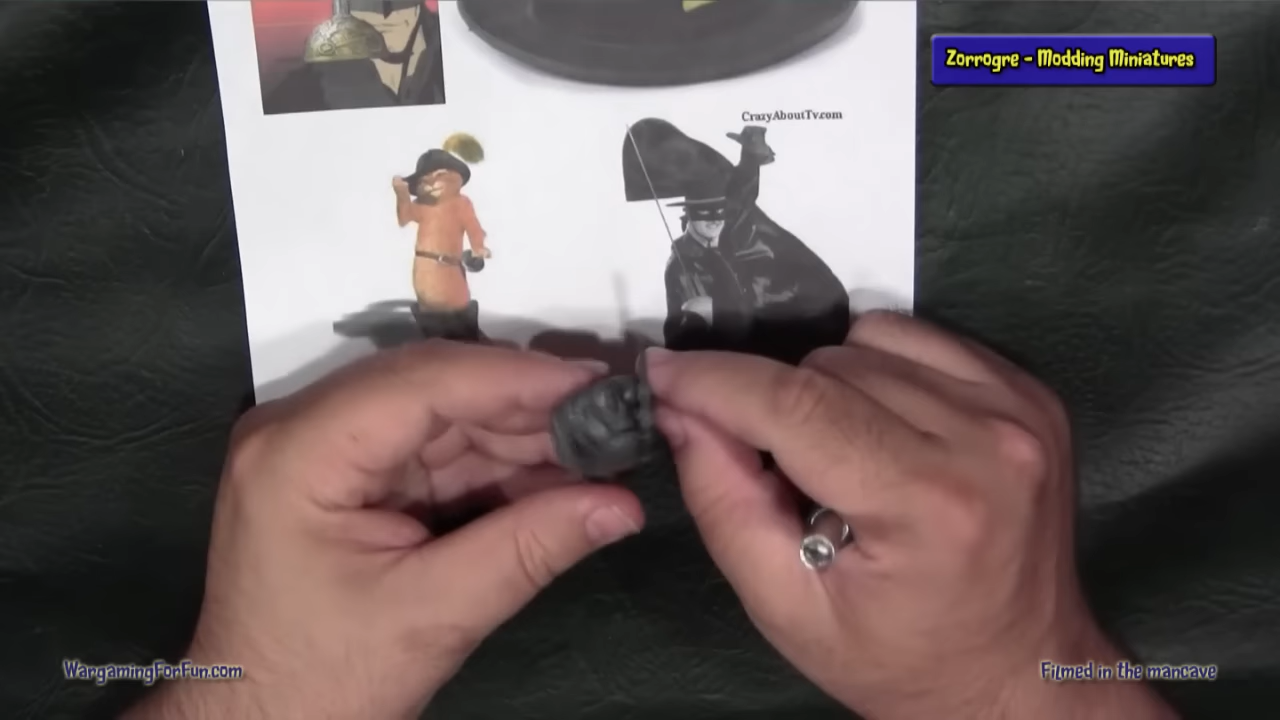 Zorrogre - Modding Miniatures
CrazyAboutTv.com
WargamingForFun.com
Filmed in the mancave